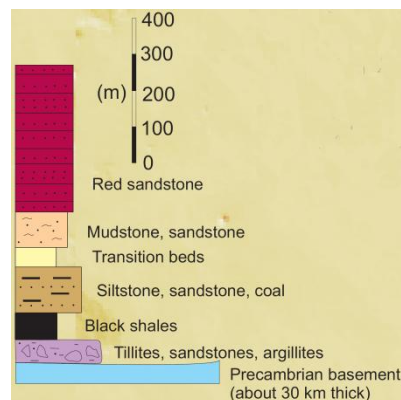 400
300
(m) 200
100
0
Red sandstone
Mudstone, sandstone
Transition beds
Siltstone, sandstone, coal
Black shales
Tillites, sandstones, argillites
Precambrian basement
(about 30 km thick)